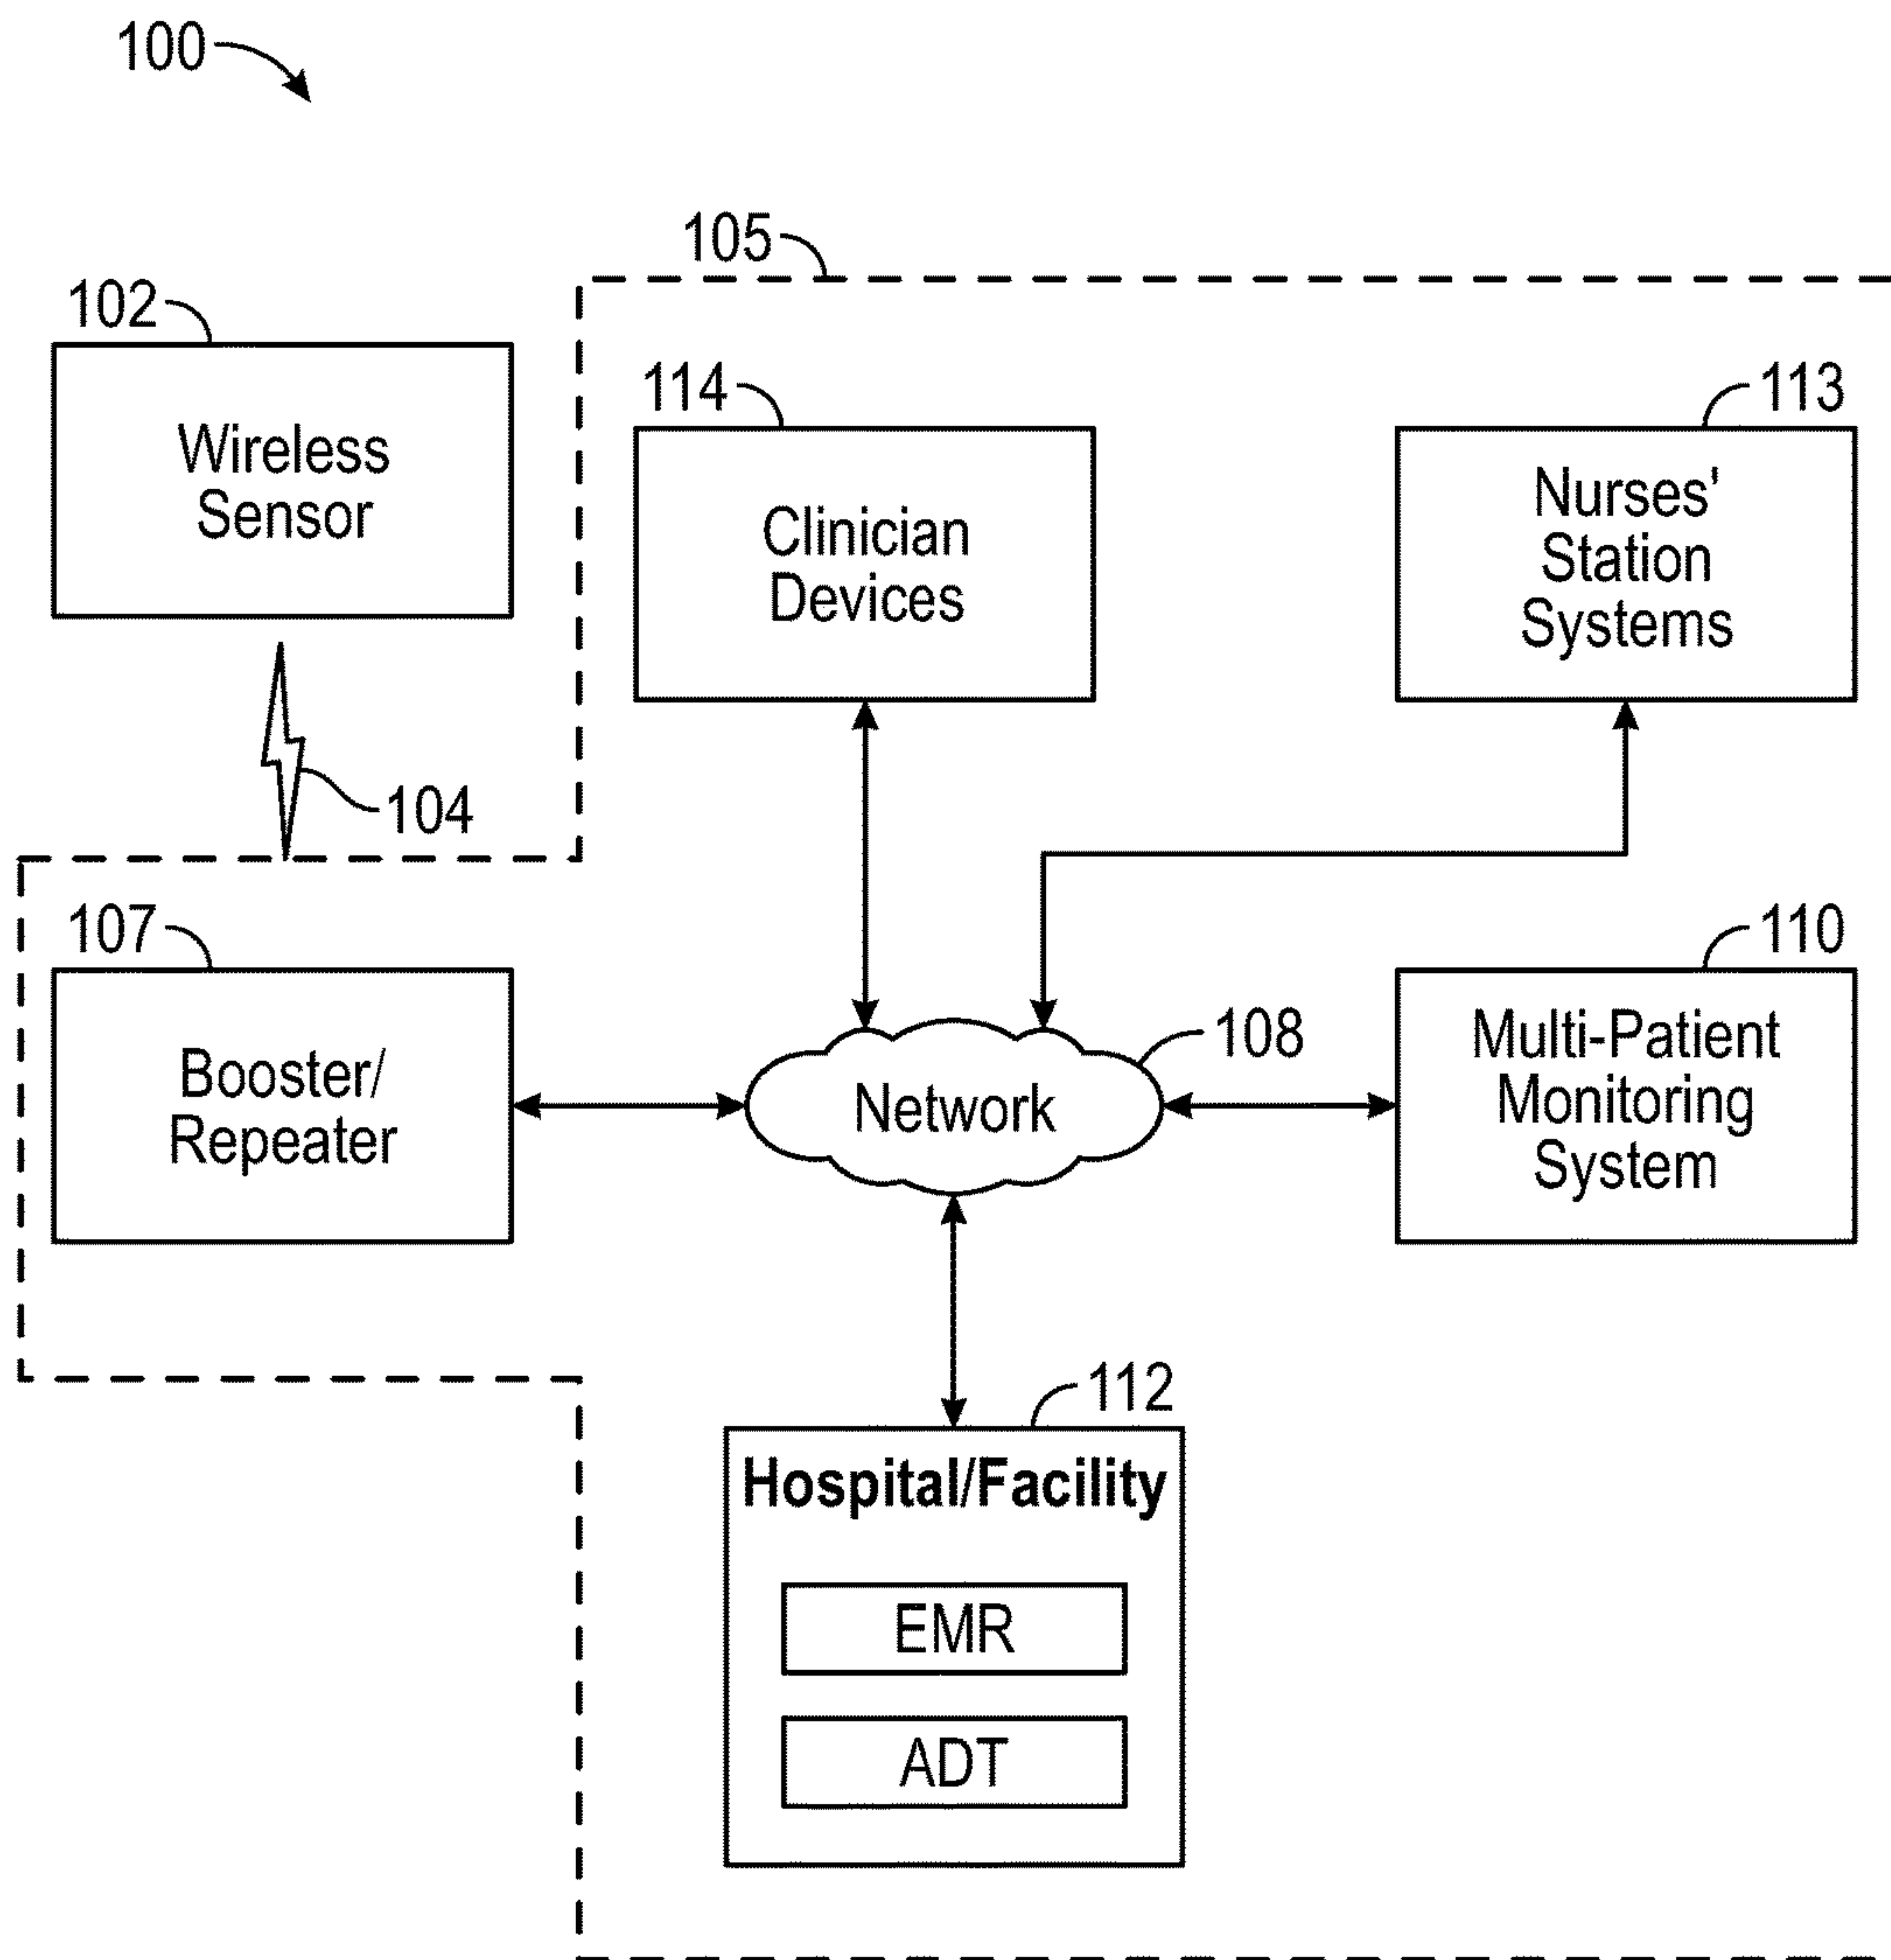 100
105
102
Wireless
Sensor
114
Clinician
Devices
113
Nurses'
Station
Systems
104
107
Booster/
Repeater
108
Network
110
Multi-Patient
Monitoring
System
112
Hospital/Facility
EMR
ADT